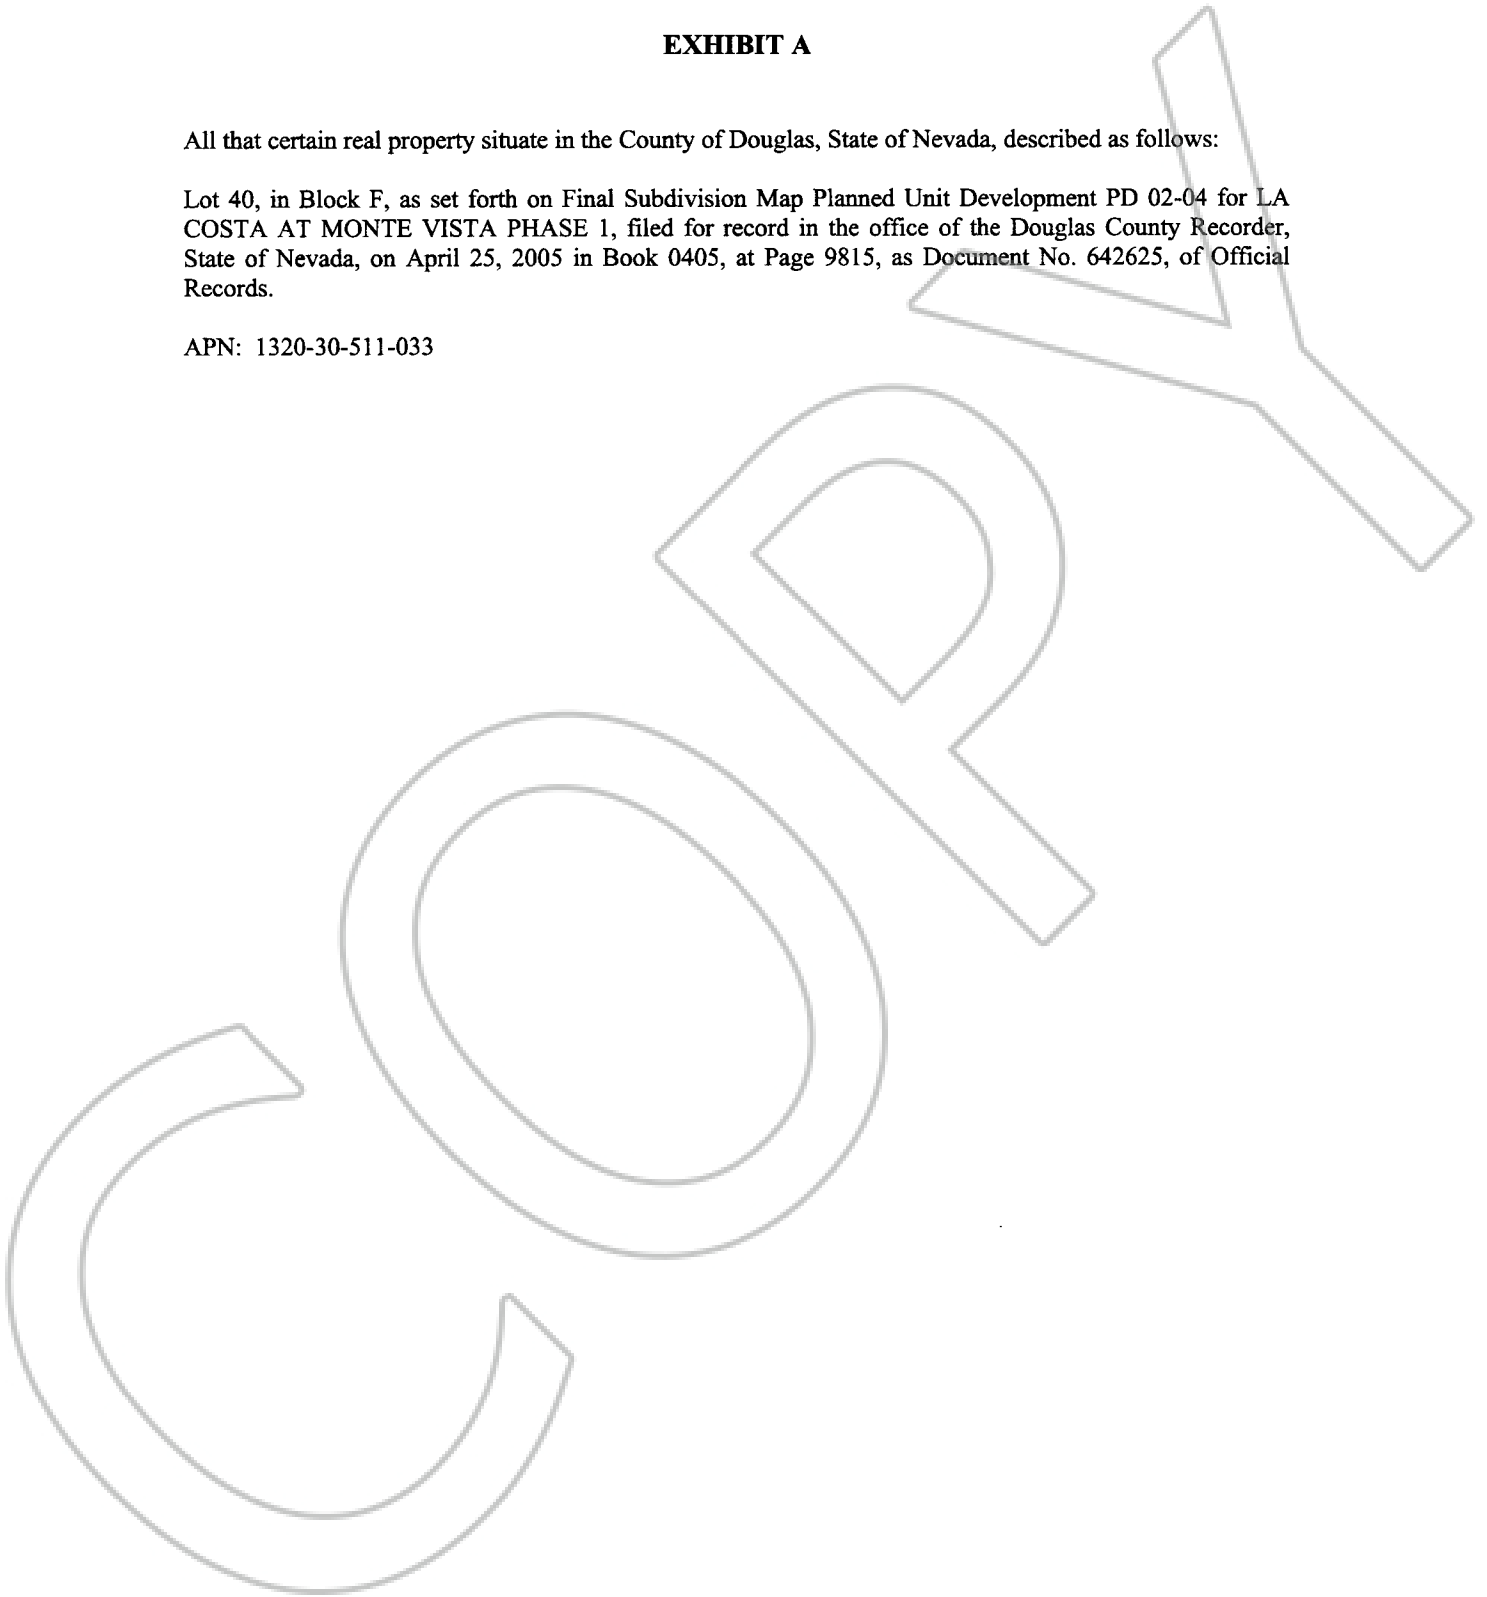 EXHIBIT A
All that certain real property situate in the County of Douglas, State of Nevada, described as follows:
Lot 40, in Block F, as set forth on Final Subdivision Map Planned Unit Development PD 02-04 for LA
COSTA AT MONTE VISTA PHASE 1, filed for record in the office of the Douglas County Recorder,
State of Nevada, on April 25, 2005 in Book 0405, at Page 9815, as Document No. 642625, of Official
Records.
APN: 1320-30-511-033
COPY